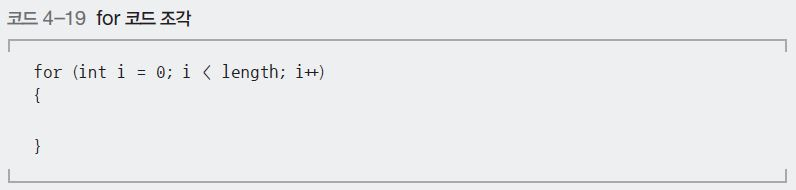 코드 4-19 for 코드 조각
for (int i = 0; i < length; i++)
{
}